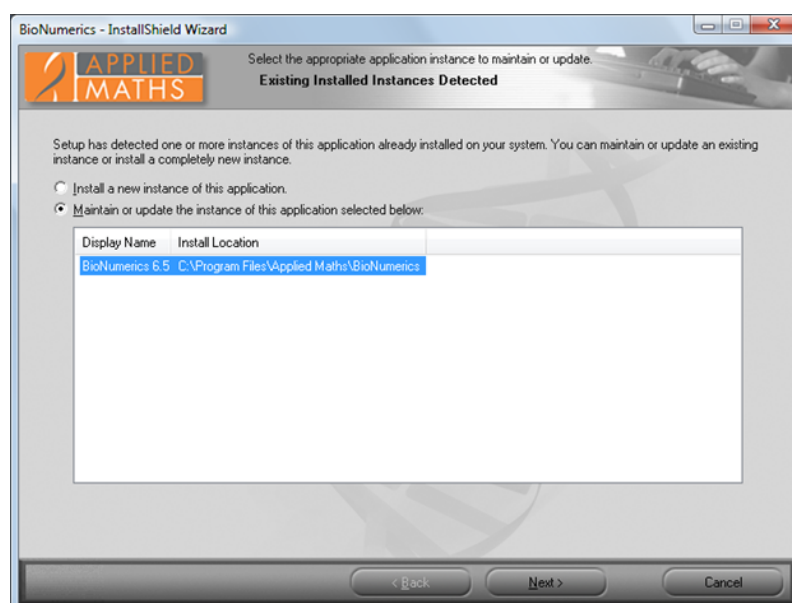 BioNumerics - InstallShield Wizard
APPLIED
MATHS
Select the appropriate application instance to maintain or update.
Existing Installed Instances Detected
Setup has detected one or more instances of this application already installed on your system. You can maintain or update an existing
instance or install a completely new instance.
Install a new instance of this application.
Maintain or update the instance of this application selected below:
Display Name Install Location
BioNumerics 6.5 C:\Program Files\Applied Maths\BioNumerics
< Back Next > Cancel